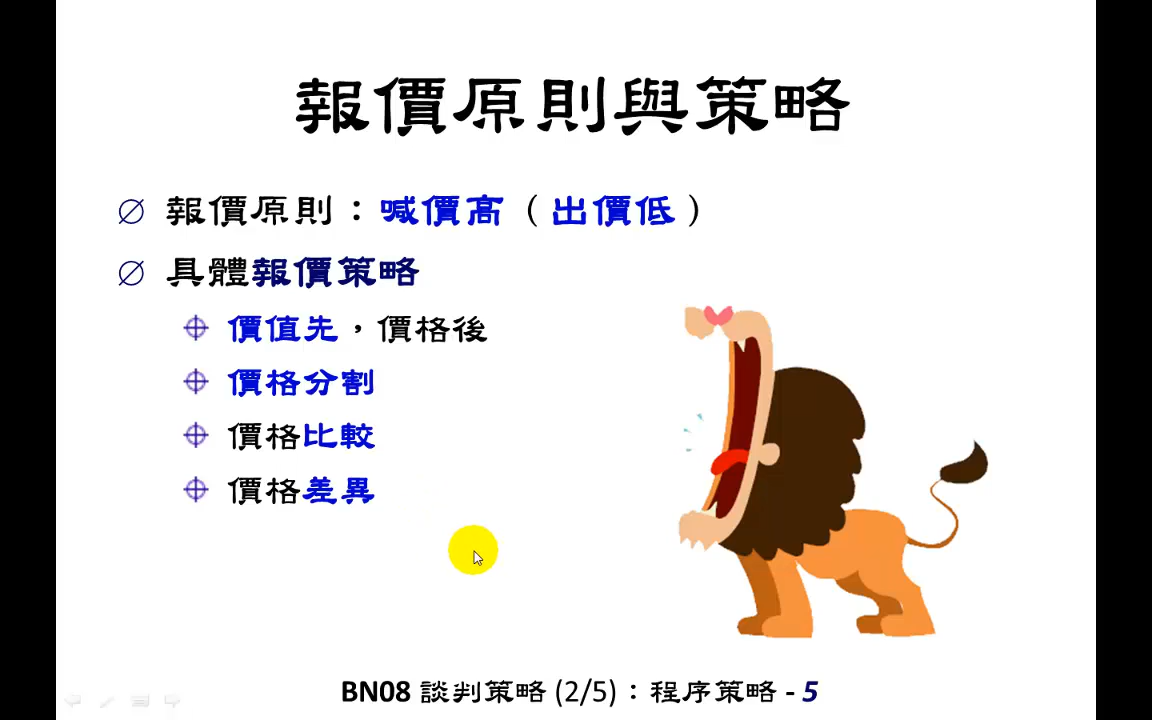 報價原則與策略
報價原則：喊價高（出價低）
具體報價策略
價值先，價格後
價格分割
價格比較
價格差異
BN08 談判策略 (2/5)：程序策略 - 5